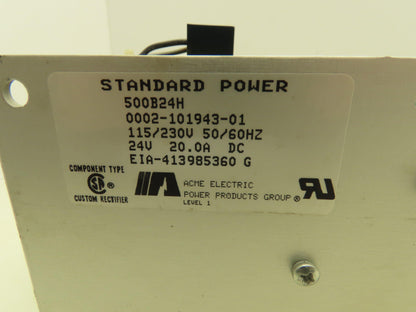 STANDARD POWER
500B24H
0002-101943-01
115/230V 50/60HZ
24V 20.0A DC
EIA-413985360 G
COMPONENT TYPE
CUSTOM RECTIFIER
ACME ELECTRIC
POWER PRODUCTS GROUP®
LEVEL 1